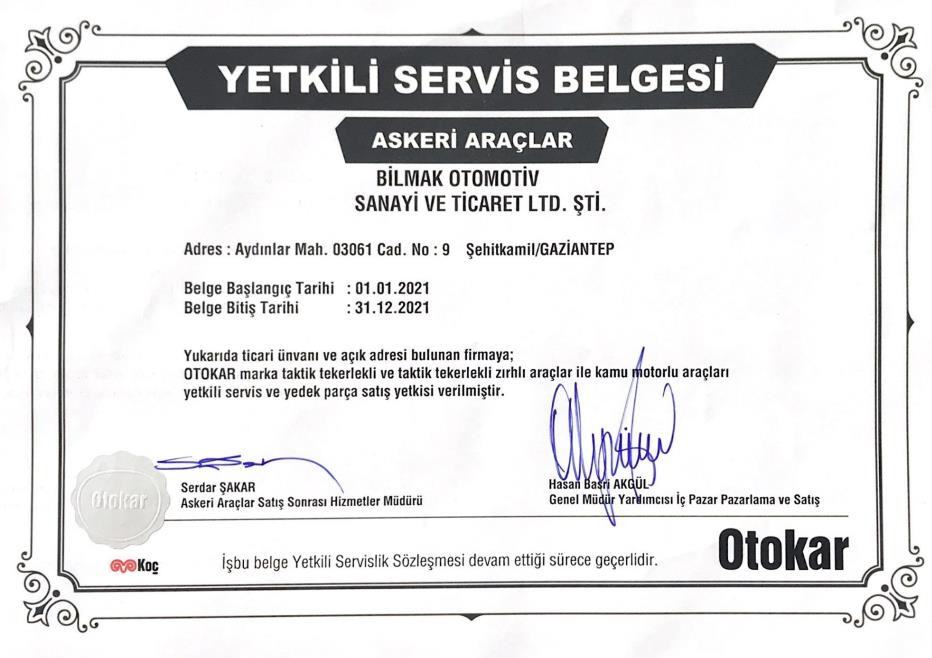 YETKİLİ SERVİS BELGESİ
ASKERİ ARAÇLAR
BİLMAK OTOMOTİV
SANAYİ VE TİCARET LTD. ŞTİ.
Adres : Aydınlar Mah. 03061 Cad. No : 9 Şehitkamil/GAZİANTEP
Belge Başlangıç Tarihi : 01.01.2021
Belge Bitiş Tarihi : 31.12.2021
Yukarıda ticari ünvanı ve açık adresi bulunan firmaya;
OTOKAR marka taktik tekerlekli ve taktik tekerlekli zırhlı araçlar ile kamu motorlu araçları
yetkili servis ve yedek parça satış yetkisi verilmiştir.
Serdar ŞAKAR
Askeri Araçlar Satış Sonrası Hizmetler Müdürü
Hasan Basri AKGÜL
Genel Müdür Yardımcısı İç Pazar Pazarlama ve Satış
Otokar
Koç
İşbu belge Yetkili Servislik Sözleşmesi devam ettiği sürece geçerlidir.
Otokar